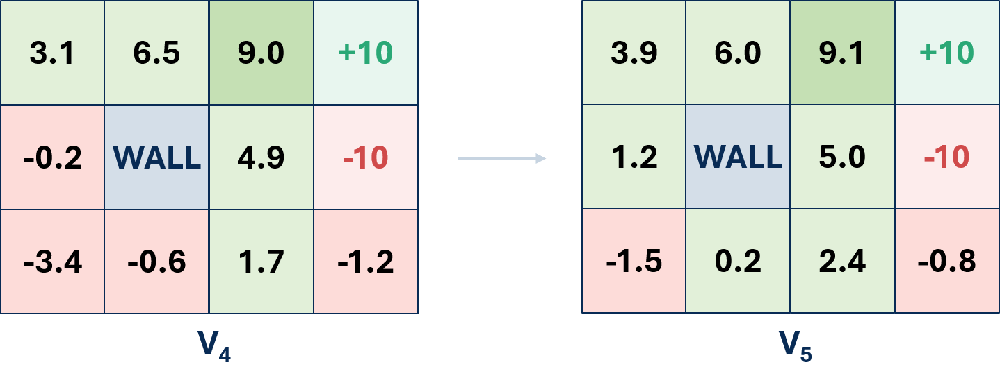 3.1 6.5 9.0 +10 3.9 6.0 9.1 +10
-0.2 WALL 4.9 -10 1.2 WALL 5.0 -10
-3.4 -0.6 1.7 -1.2 -1.5 0.2 2.4 -0.8
V4 V5